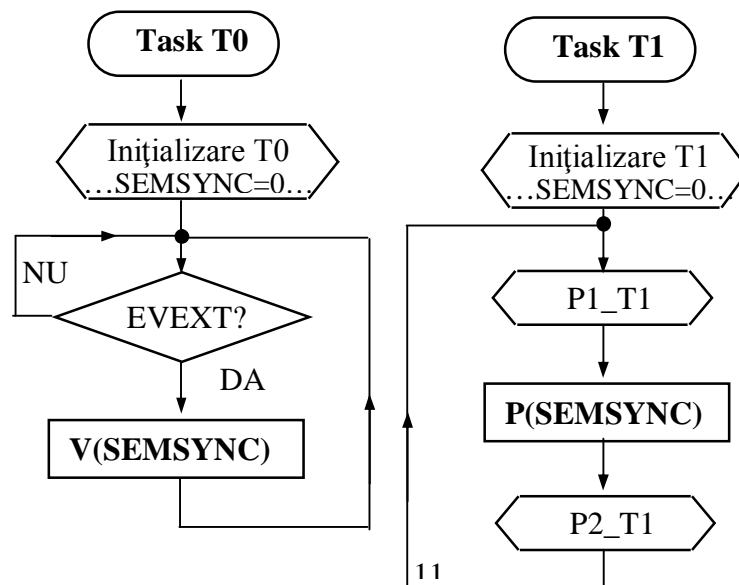 Task T0
Iniţializare T0
…SEMSYNC=0…
NU
EVEXT?
DA
V(SEMSYNC)
Task T1
Iniţializare T1
…SEMSYNC=0…
P1_T1
P(SEMSYNC)
P2_T1
11